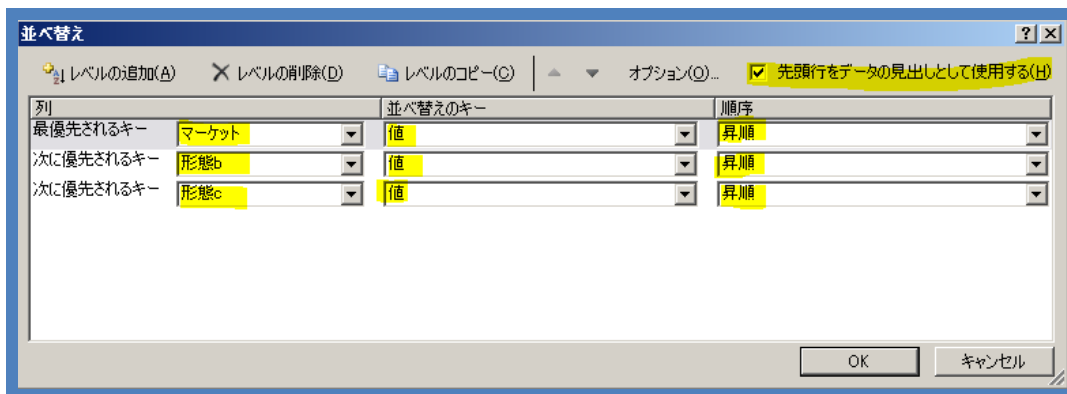 並べ替え
レベルの追加(A) レベルの削除(D) レベルのコピー(C) オプション(O)... 先頭行をデータの見出しとして使用する(H)
列 並べ替えのキー 順序
最優先されるキー マーケット 値 昇順
次に優先されるキー 形態b 値 昇順
次に優先されるキー 形態c 値 昇順
OK キャンセル